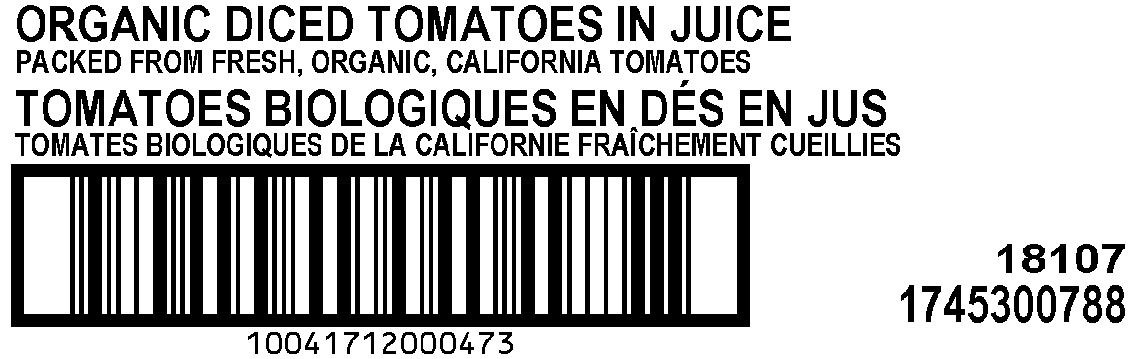 ORGANIC DICED TOMATOES IN JUICE
PACKED FROM FRESH, ORGANIC, CALIFORNIA TOMATOES
TOMATOES BIOLOGIQUES EN DÉS EN JUS
TOMATES BIOLOGIQUES DE LA CALIFORNIE FRAÎCHEMENT CUEILLIES
18107
1745300788
10041712000473